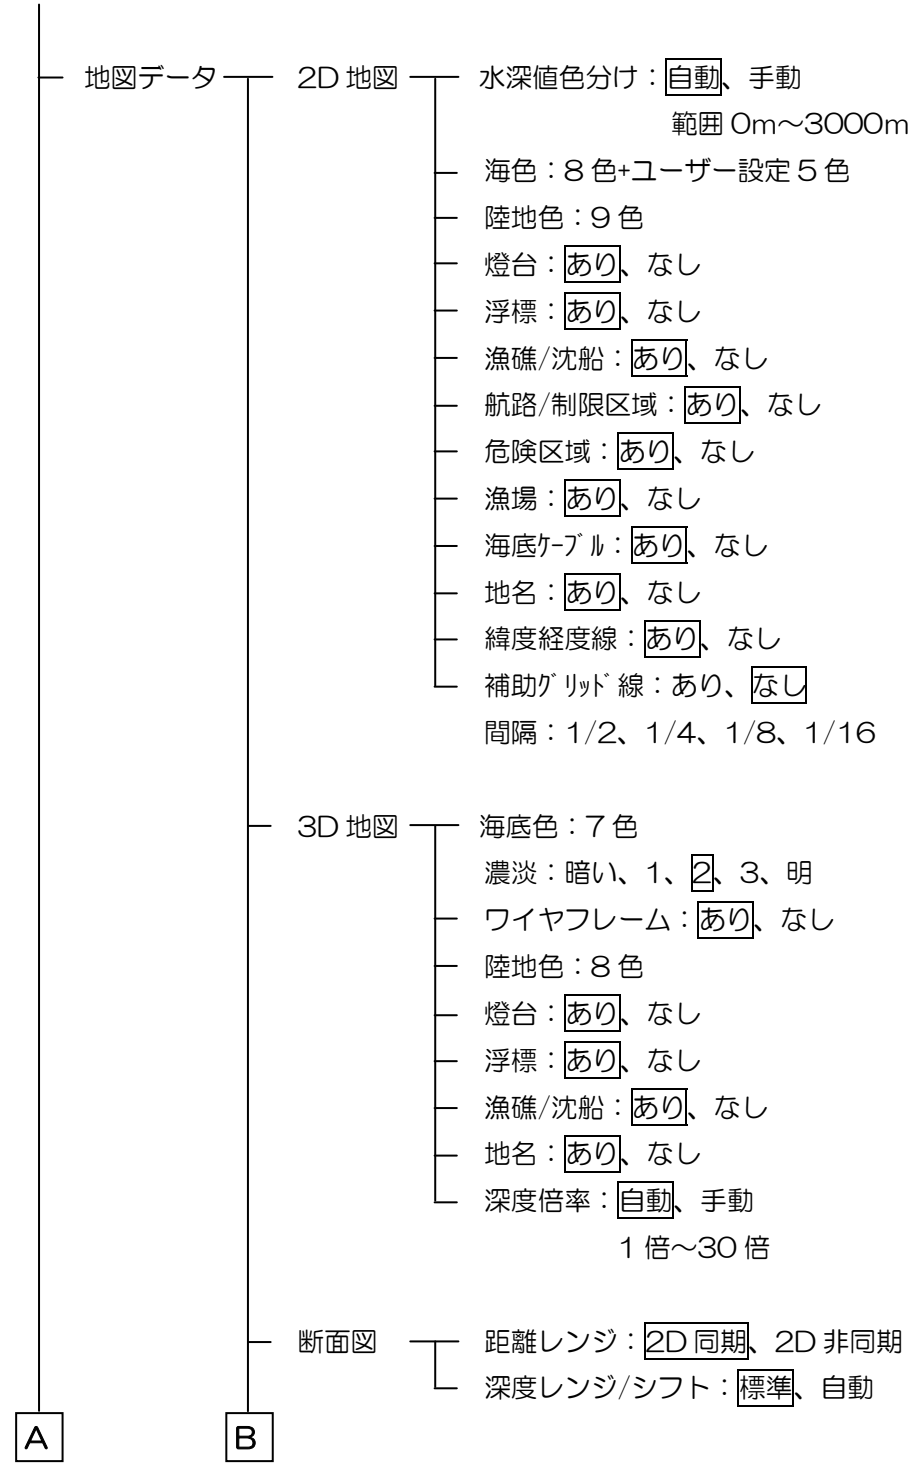 地図データ 2D地図 水深値色分け：自動、手動
範囲 0m～3000m
海色：8色+ユーザー設定5色
陸地色：9色
燈台：あり、なし
浮標：あり、なし
漁礁/沈船：あり、なし
航路/制限区域：あり、なし
危険区域：あり、なし
漁場：あり、なし
海底ｹｰﾌﾞﾙ：あり、なし
地名：あり、なし
緯度経度線：あり、なし
補助ｸﾞﾘｯﾄﾞ線：あり、なし
間隔：1/2、1/4、1/8、1/16
3D地図 海底色：7色
濃淡：暗い、1、2、3、明
ワイヤフレーム：あり、なし
陸地色：8色
燈台：あり、なし
浮標：あり、なし
漁礁/沈船：あり、なし
地名：あり、なし
深度倍率：自動、手動
1倍～30倍
断面図 距離レンジ：2D同期、2D非同期
深度レンジ/シフト：標準、自動
A B